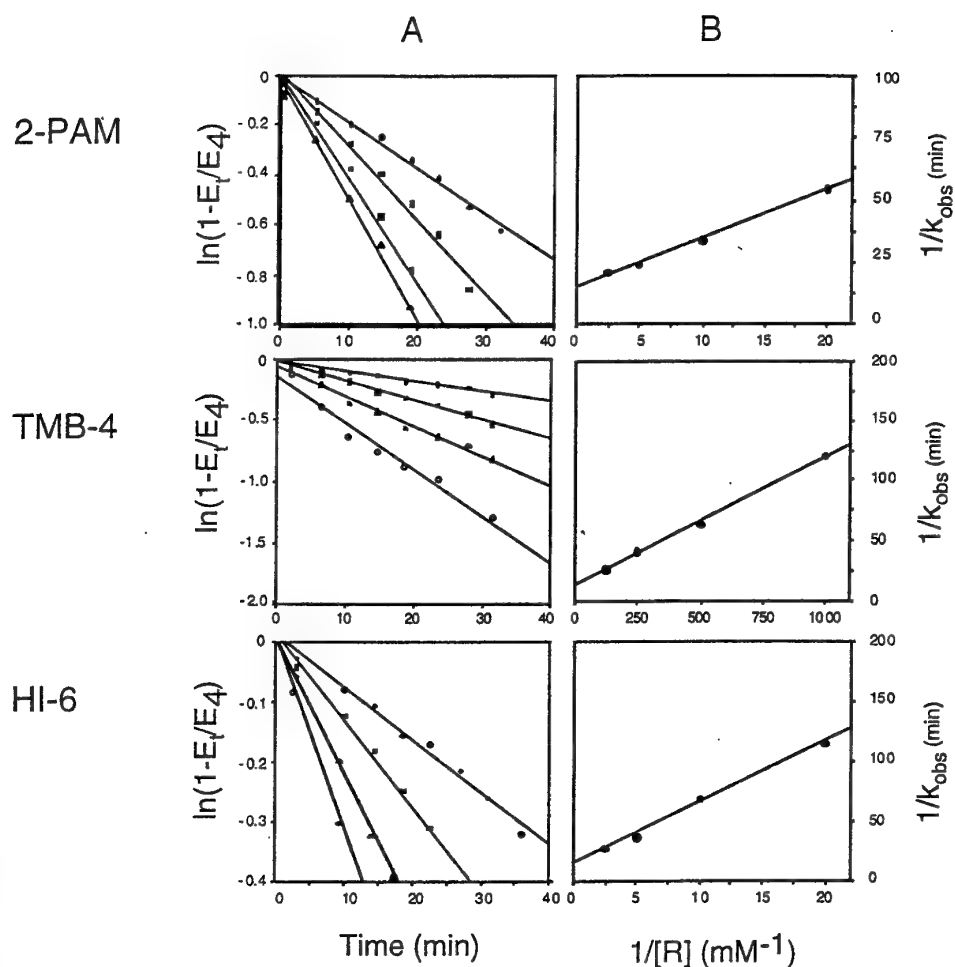 A B
2-PAM
ln(1-Et/E4)
0
-0.2
-0.4
-0.6
-0.8
-1.0
0 10 20 30 40
100
75
50
25
0
1/kobs (min)
0 5 10 15 20
TMB-4
ln(1-Et/E4)
0
-0.5
-1.0
-1.5
-2.0
0 10 20 30 40
200
150
100
50
0
1/kobs (min)
0 250 500 750 1000
HI-6
ln(1-Et/E4)
0
-0.1
-0.2
-0.3
-0.4
0 10 20 30 40
200
150
100
50
0
1/kobs (min)
0 5 10 15 20
Time (min) 1/[R] (mM-1)